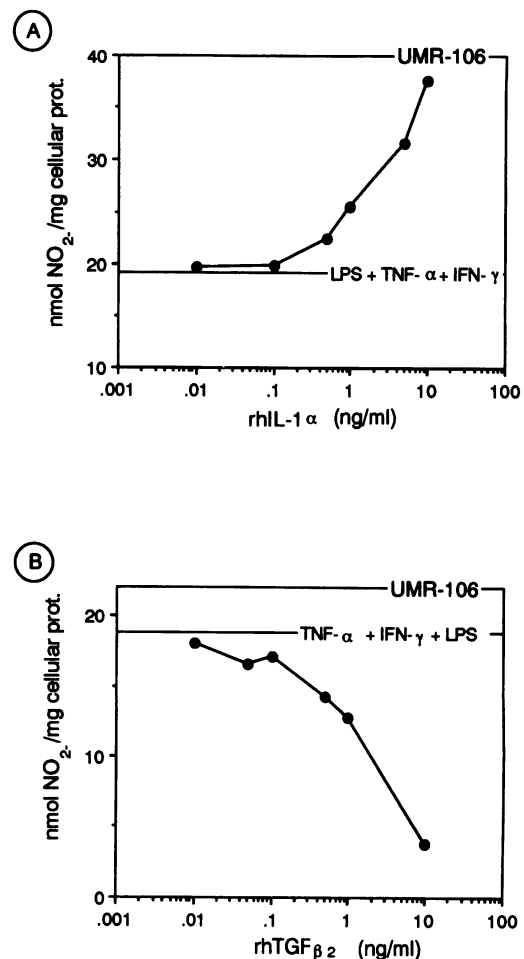 A
UMR-106
nmol NO2-/mg cellular prot.
40
30
20
10
LPS + TNF- α + IFN- γ
.001 .01 .1 1 10 100
rhIL-1 α (ng/ml)
B
UMR-106
nmol NO2-/mg cellular prot.
20
10
0
TNF- α + IFN-γ + LPS
.001 .01 .1 1 10 100
rhTGFβ2 (ng/ml)